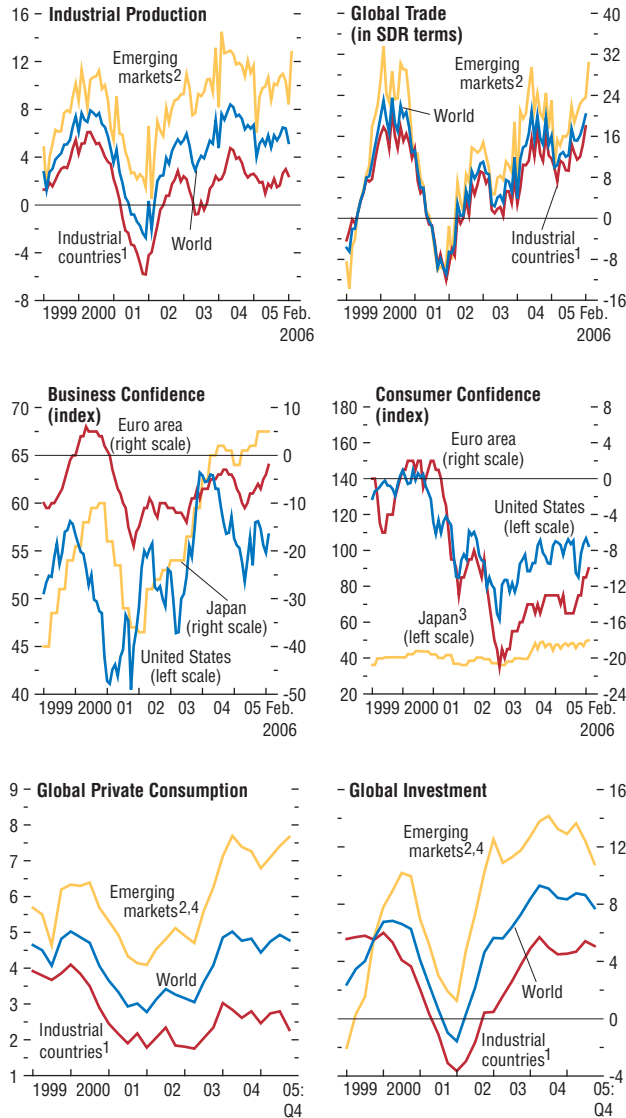 Industrial Production
16
12
8
4
0
-4
-8
Emerging
markets2
Industrial
countries1
World
1999 2000 01 02 03 04 05 Feb.
2006
Global Trade
(in SDR terms)
40
32
24
16
8
0
-8
-16
Emerging
markets2
World
Industrial
countries1
1999 2000 01 02 03 04 05 Feb.
2006
Business Confidence
(index)
70
65
60
55
50
45
40
10
0
-10
-20
-30
-40
-50
Euro area
(right scale)
Japan
(right scale)
United States
(left scale)
1999 2000 01 02 03 04 05 Feb.
2006
Consumer Confidence
(index)
180
160
140
120
100
80
60
40
20
8
4
0
-4
-8
-12
-16
-20
-24
Euro area
(right scale)
United States
(left scale)
Japan3
(left scale)
1999 2000 01 02 03 04 05 Feb.
2006
Global Private Consumption
9
8
7
6
5
4
3
2
1
Emerging
markets2,4
World
Industrial
countries1
1999 2000 01 02 03 04 05:
Q4
Global Investment
16
12
8
4
0
-4
Emerging
markets2,4
World
Industrial
countries1
1999 2000 01 02 03 04 05:
Q4